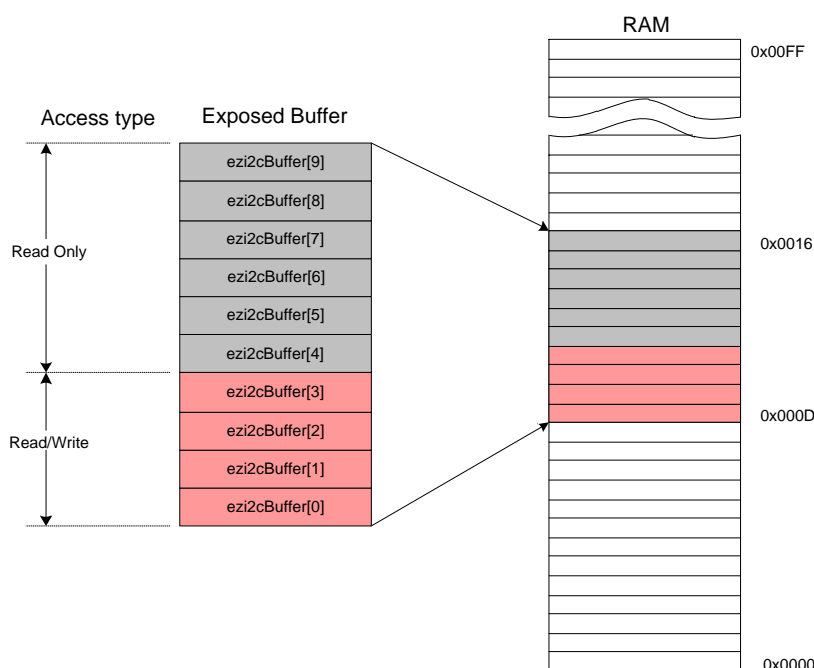 RAM
0x00FF
Access type
Exposed Buffer
ezi2cBuffer[9]
ezi2cBuffer[8]
ezi2cBuffer[7]
0x0016
Read Only
ezi2cBuffer[6]
ezi2cBuffer[5]
ezi2cBuffer[4]
ezi2cBuffer[3]
0x000D
Read/Write
ezi2cBuffer[2]
ezi2cBuffer[1]
ezi2cBuffer[0]
0x0000